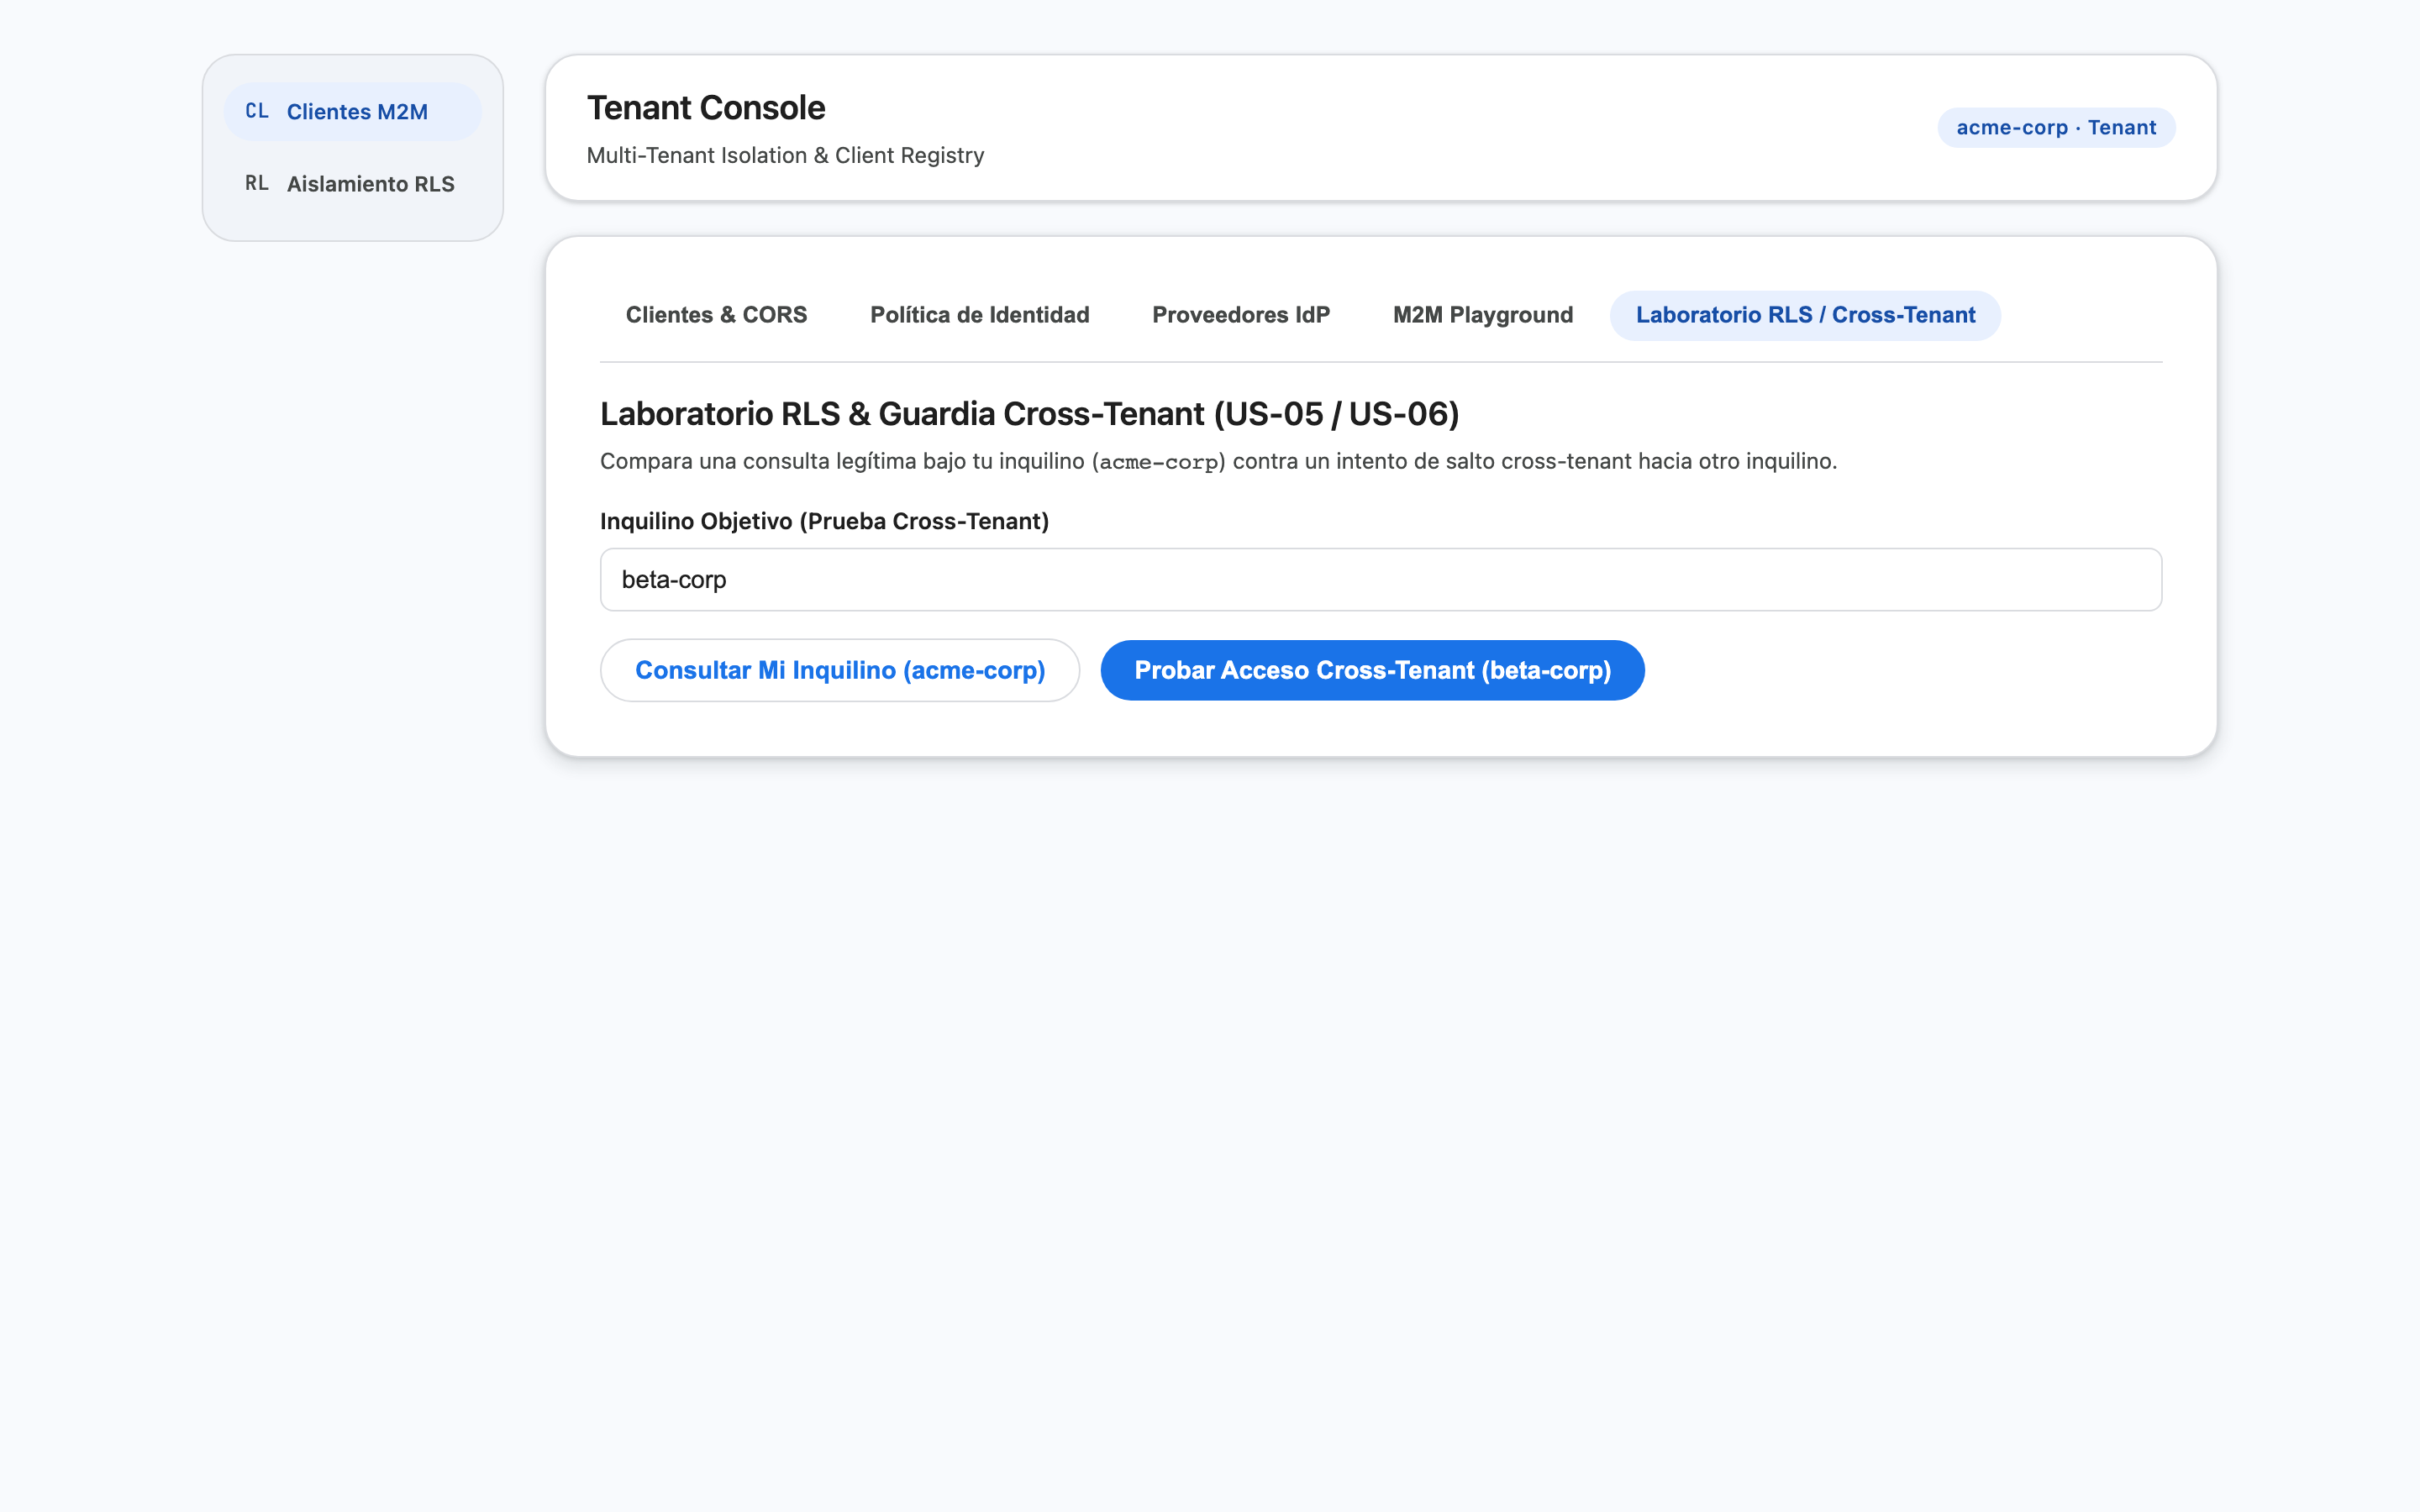 CL Clientes M2M
RL Aislamiento RLS
Tenant Console
Multi-Tenant Isolation & Client Registry
acme-corp · Tenant
Clientes & CORS Política de Identidad Proveedores IdP M2M Playground Laboratorio RLS / Cross-Tenant
Laboratorio RLS & Guardia Cross-Tenant (US-05 / US-06)
Compara una consulta legítima bajo tu inquilino (acme-corp) contra un intento de salto cross-tenant hacia otro inquilino.
Inquilino Objetivo (Prueba Cross-Tenant)
beta-corp
Consultar Mi Inquilino (acme-corp) Probar Acceso Cross-Tenant (beta-corp)